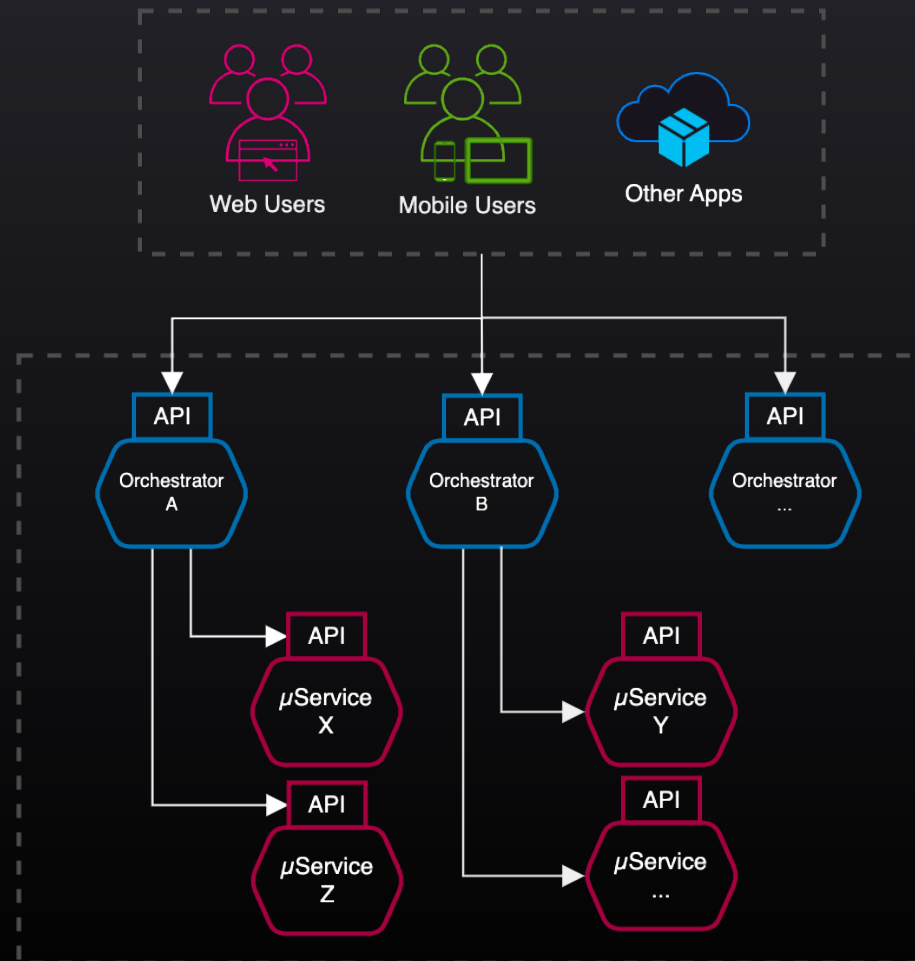 Web Users
Mobile Users
Other Apps
API
API
API
Orchestrator
A
Orchestrator
B
Orchestrator
...
API
µService
X
API
µService
Y
API
µService
Z
API
µService
...